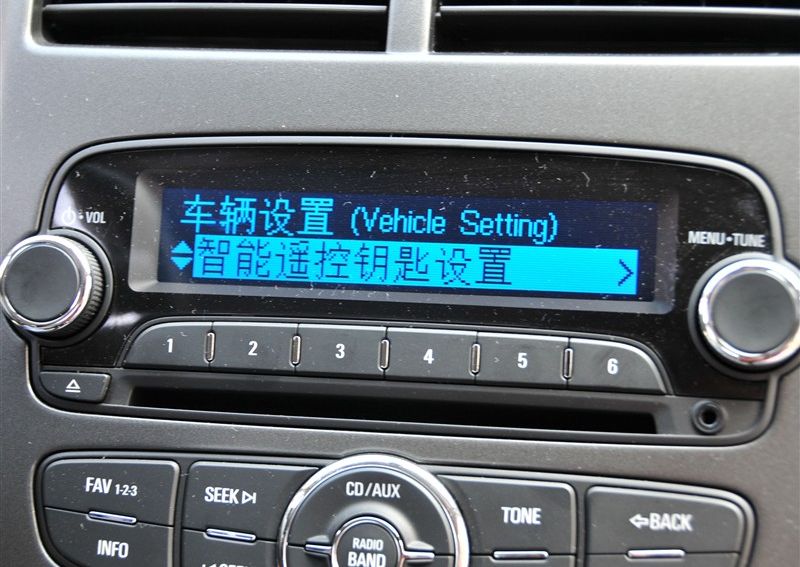 车辆设置 (Vehicle Setting)
智能遥控钥匙设置 >
VOL
MENU-TUNE
1 2 3 4 5 6
FAV 1-2-3
SEEK
CD/AUX
TONE
BACK
INFO
RADIO
BAND